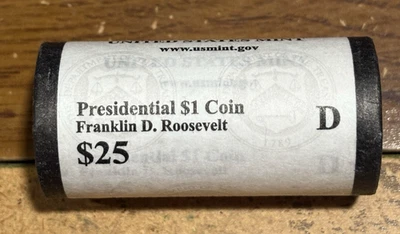 UNITED STATES MINT
www.usmint.gov
Presidential $1 Coin
Franklin D. Roosevelt
$25
D